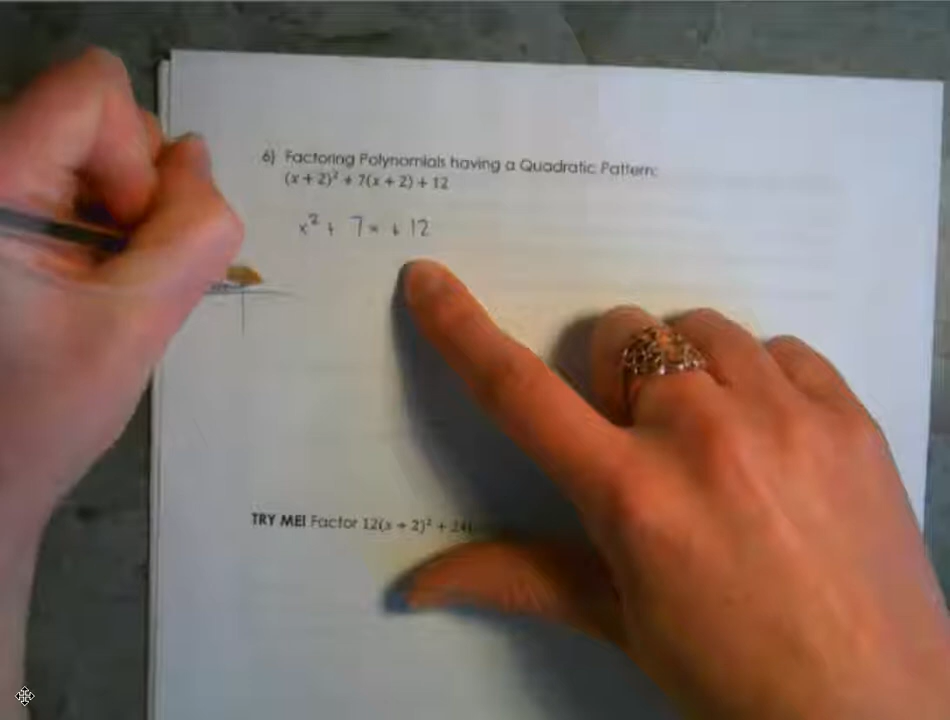 6) Factoring Polynomials having a Quadratic Pattern:
(x + 2)² + 7(x + 2) + 12
x² + 7x + 12
TRY ME! Factor 12(x + 2)² + 24(